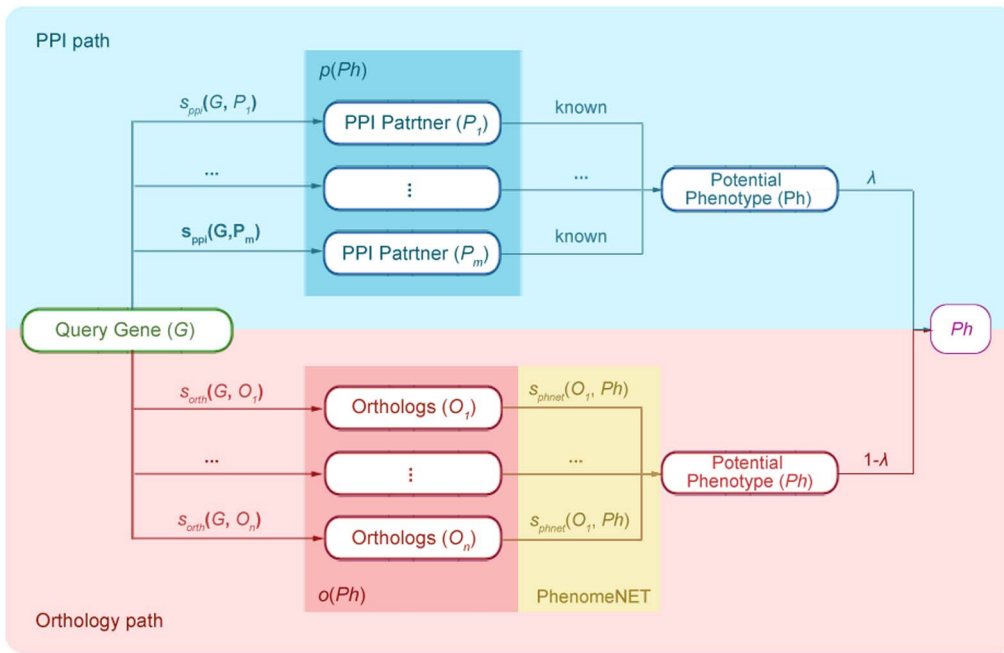 PPI path
p(Ph)
s_ppi(G, P_1)
PPI Patrtner (P_1)
known
...
⋮
...
Potential
Phenotype (Ph)
λ
s_ppi(G,P_m)
PPI Patrtner (P_m)
known
Query Gene (G)
Ph
s_orth(G, O_1)
Orthologs (O_1)
s_phnet(O_1, Ph)
...
⋮
...
Potential
Phenotype (Ph)
1-λ
s_orth(G, O_n)
Orthologs (O_n)
s_phnet(O_1, Ph)
o(Ph)
PhenomeNET
Orthology path